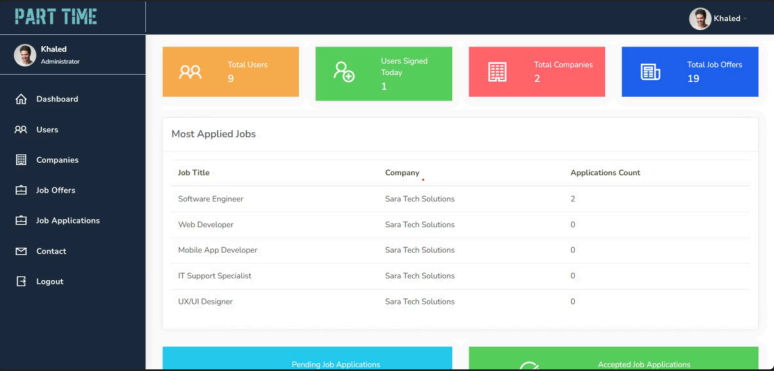 PART TIME
Khaled
Khaled
Administrator
Dashboard
Users
Companies
Job Offers
Job Applications
Contact
Logout
Total Users
9
Users Signed
Today
1
Total Companies
2
Total Job Offers
19
Most Applied Jobs
Job Title Company Applications Count
Software Engineer Sara Tech Solutions 2
Web Developer Sara Tech Solutions 0
Mobile App Developer Sara Tech Solutions 0
IT Support Specialist Sara Tech Solutions 0
UX/UI Designer Sara Tech Solutions 0
Pending Job Applications
Accepted Job Applications